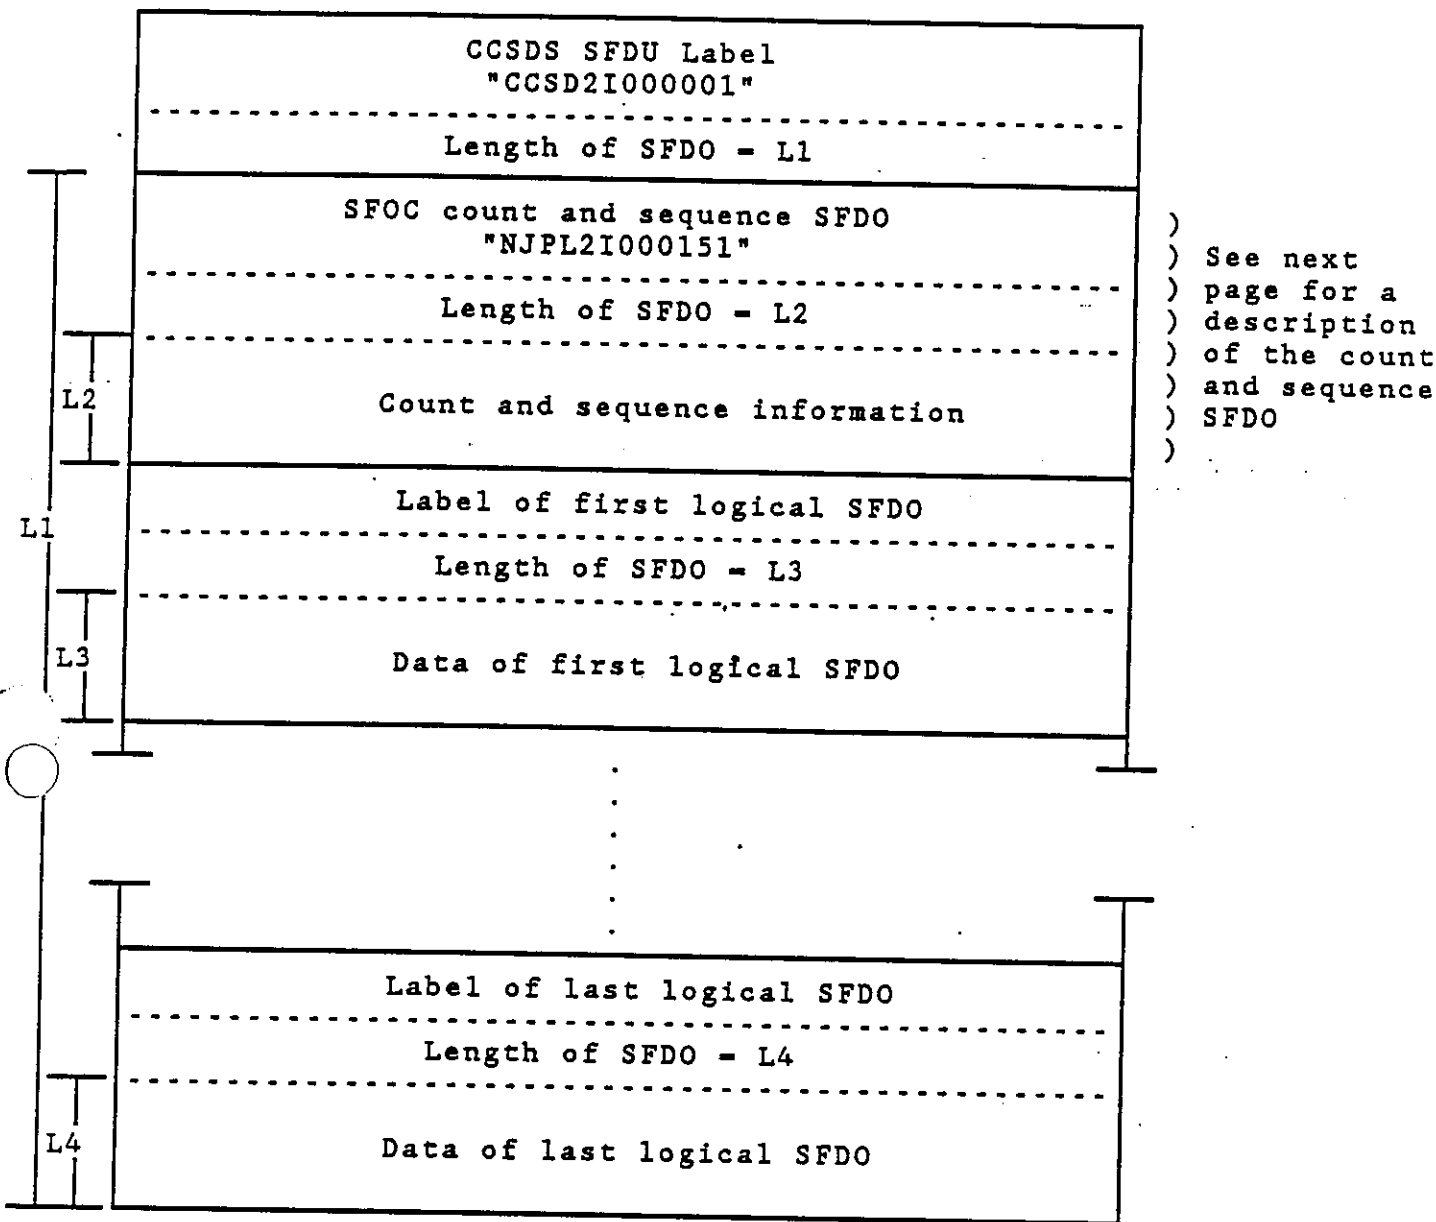 CCSDS SFDU Label
"CCSD2I000001"
Length of SFDO = L1
SFOC count and sequence SFDO
"NJPL2I000151"
Length of SFDO = L2
Count and sequence information
)
) See next
) page for a
) description
) of the count
) and sequence
) SFDO
)
L2
Label of first logical SFDO
L1
Length of SFDO = L3
L3
Data of first logical SFDO
Label of last logical SFDO
Length of SFDO = L4
L4
Data of last logical SFDO